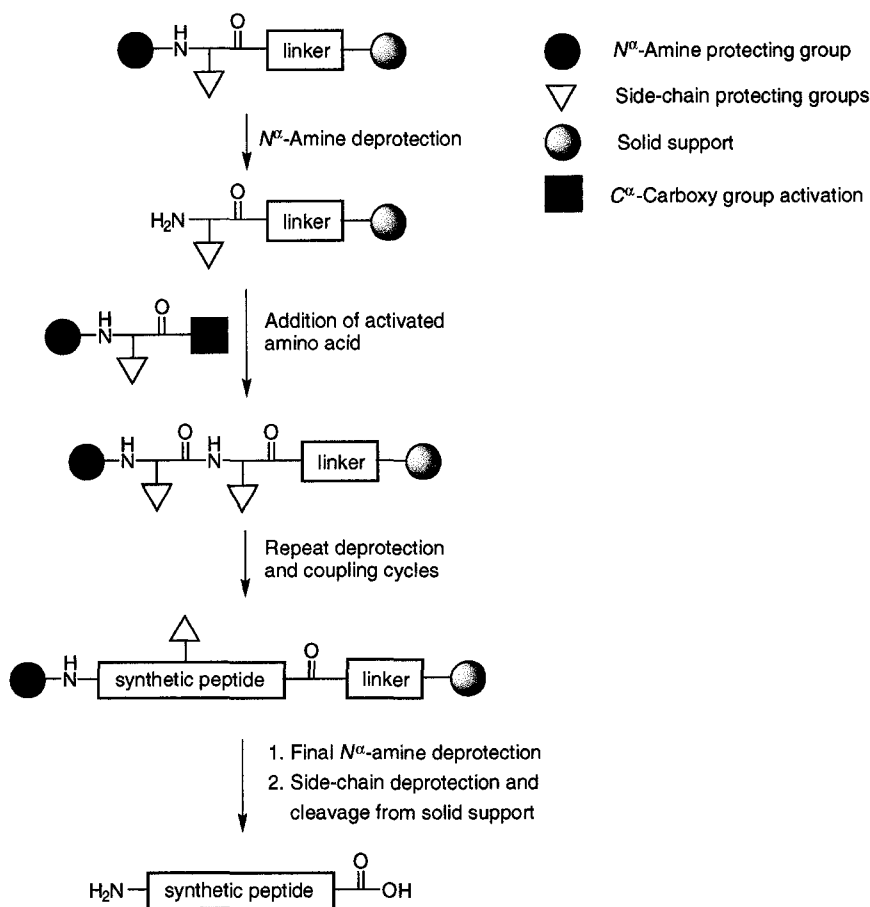 H
N
O
linker
Nα-Amine protecting group
Side-chain protecting groups
Solid support
Cα-Carboxy group activation
Nα-Amine deprotection
O
H2N
linker
H
N
O
Addition of activated
amino acid
H
N
O
H
N
O
linker
Repeat deprotection
and coupling cycles
H
N
synthetic peptide
O
linker
1. Final Nα-amine deprotection
2. Side-chain deprotection and
cleavage from solid support
H2N
synthetic peptide
O
OH